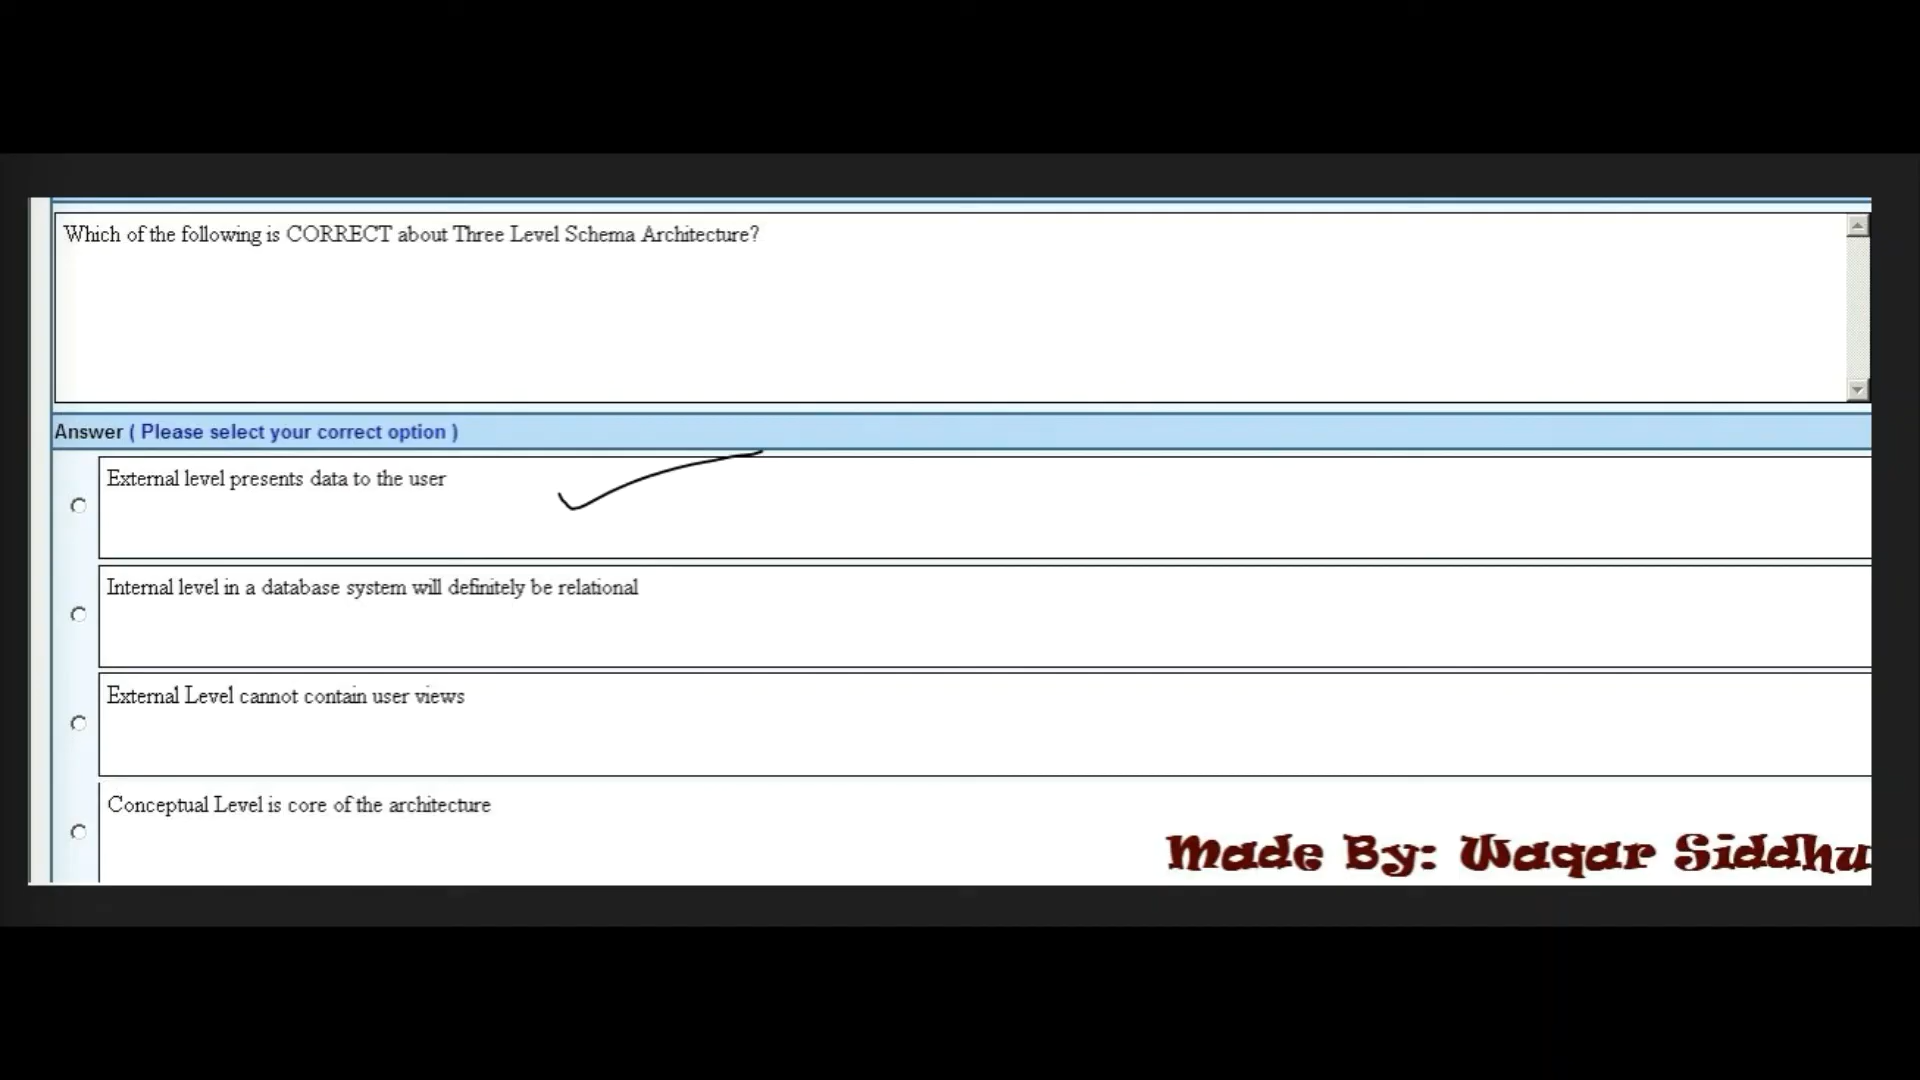 Which of the following is CORRECT about Three Level Schema Architecture?
Answer ( Please select your correct option )
External level presents data to the user
Internal level in a database system will definitely be relational
External Level cannot contain user views
Conceptual Level is core of the architecture
Made By: Waqar Siddhu